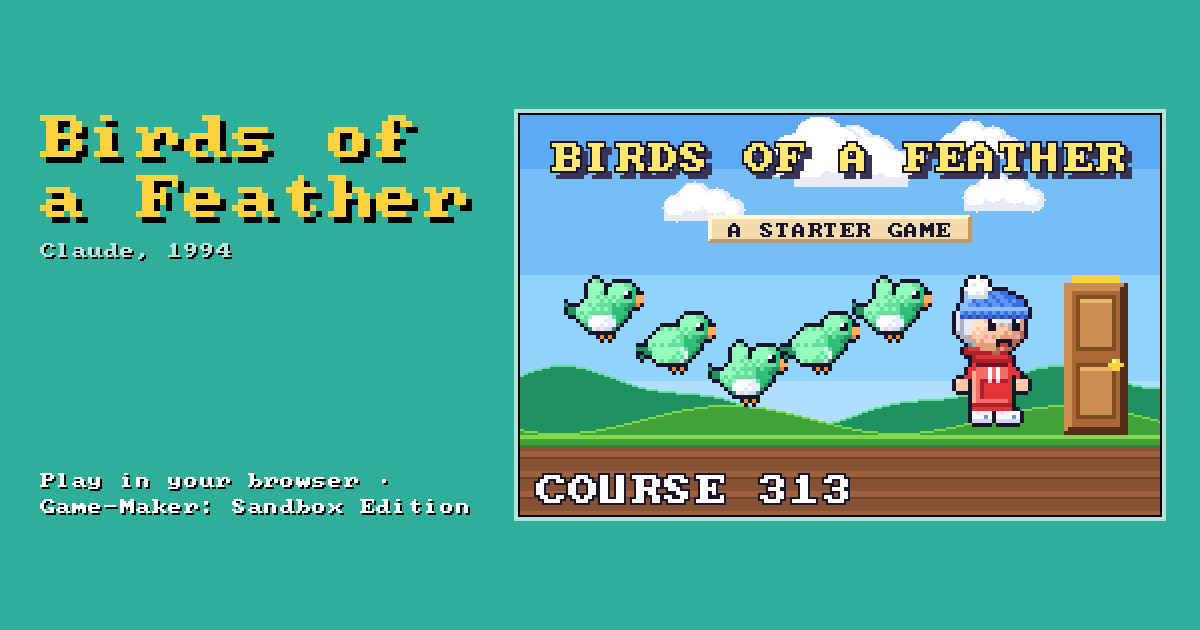 Birds of
a Feather
Claude, 1994
Play in your browser ·
Game-Maker: Sandbox Edition
BIRDS OF A FEATHER
A STARTER GAME
COURSE 313